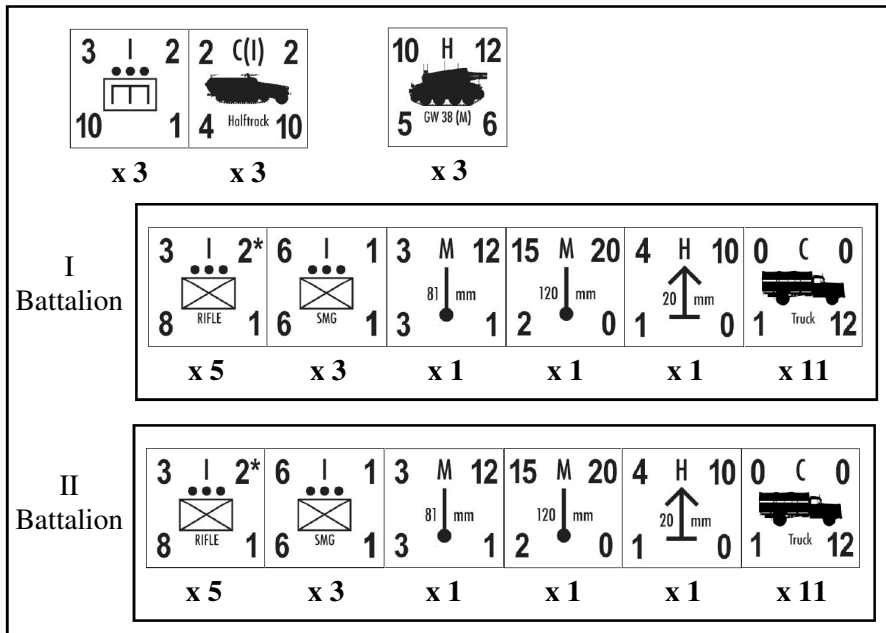 3 I 2 2 C(I) 2 10 H 12
Halftrack GW 38 (M)
10 1 4 10 5 6
x 3 x 3 x 3
I
Battalion
3 I 2* 6 I 1 3 M 12 15 M 20 4 H 10 0 C 0
81 mm 120 mm 20 mm
RIFLE SMG Truck
8 1 6 1 3 1 2 0 1 0 1 12
x 5 x 3 x 1 x 1 x 1 x 11
II
Battalion
3 I 2* 6 I 1 3 M 12 15 M 20 4 H 10 0 C 0
81 mm 120 mm 20 mm
RIFLE SMG Truck
8 1 6 1 3 1 2 0 1 0 1 12
x 5 x 3 x 1 x 1 x 1 x 11